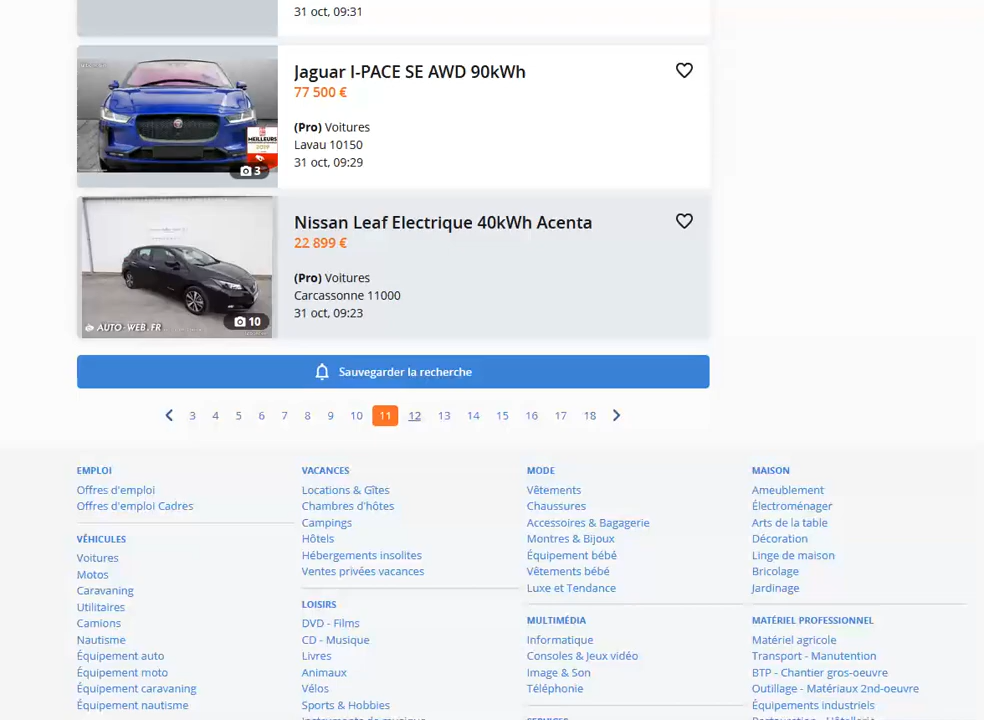 31 oct, 09:31
Jaguar I-PACE SE AWD 90kWh
77 500 €
(Pro) Voitures
Lavau 10150
31 oct, 09:29
MEILLEURS
2019
3
Nissan Leaf Electrique 40kWh Acenta
22 899 €
(Pro) Voitures
Carcassonne 11000
31 oct, 09:23
10
AUTO-WEB.FR
Sauvegarder la recherche
3 4 5 6 7 8 9 10 11 12 13 14 15 16 17 18
EMPLOI
Offres d'emploi
Offres d'emploi Cadres
VÉHICULES
Voitures
Motos
Caravaning
Utilitaires
Camions
Nautisme
Équipement auto
Équipement moto
Équipement caravaning
Équipement nautisme
VACANCES
Locations & Gîtes
Chambres d'hôtes
Campings
Hôtels
Hébergements insolites
Ventes privées vacances
LOISIRS
DVD - Films
CD - Musique
Livres
Animaux
Vélos
Sports & Hobbies
Instruments de musique
MODE
Vêtements
Chaussures
Accessoires & Bagagerie
Montres & Bijoux
Équipement bébé
Vêtements bébé
Luxe et Tendance
MULTIMÉDIA
Informatique
Consoles & Jeux vidéo
Image & Son
Téléphonie
SERVICES
MAISON
Ameublement
Électroménager
Arts de la table
Décoration
Linge de maison
Bricolage
Jardinage
MATÉRIEL PROFESSIONNEL
Matériel agricole
Transport - Manutention
BTP - Chantier gros-oeuvre
Outillage - Matériaux 2nd-oeuvre
Équipements industriels
Restauration - Hôtellerie